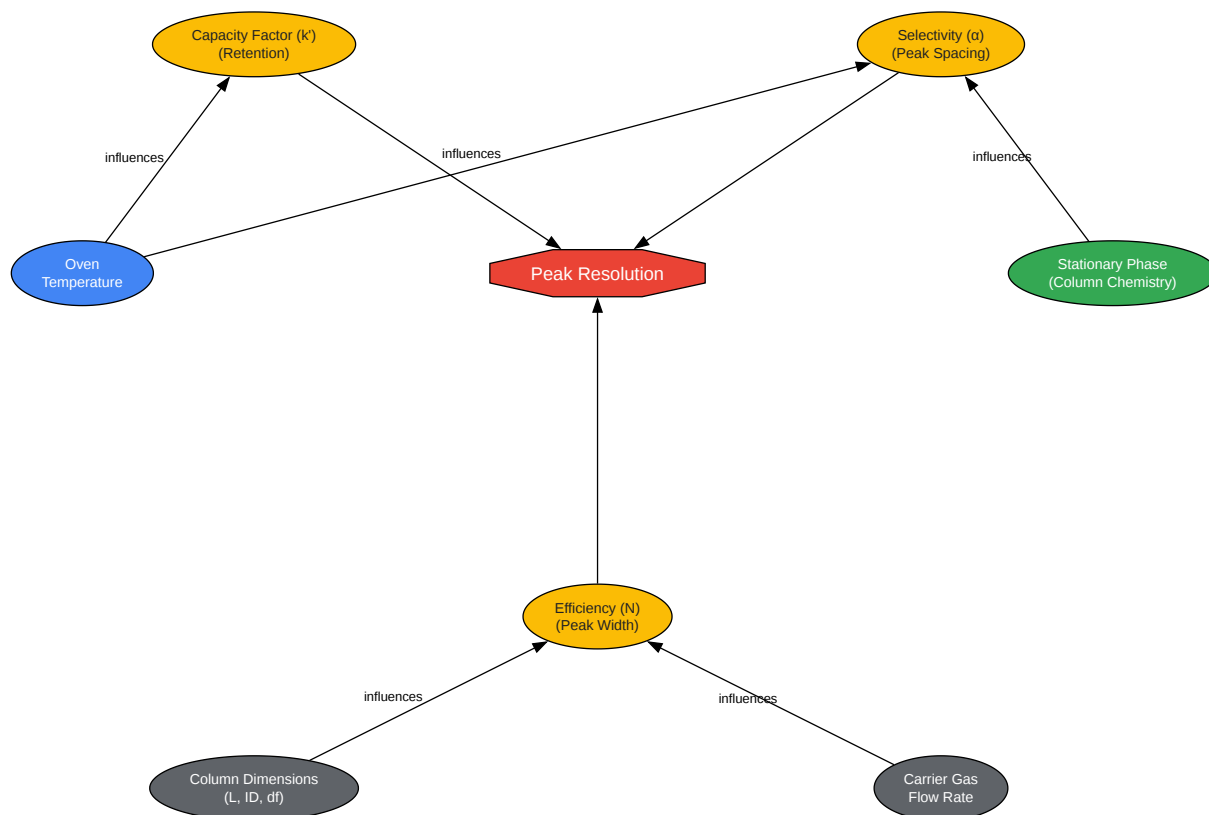 Capacity Factor (k')
(Retention)
Selectivity (α)
(Peak Spacing)
influences
influences
influences
Oven
Temperature
Peak Resolution
Stationary Phase
(Column Chemistry)
Efficiency (N)
(Peak Width)
influences
influences
Column Dimensions
(L, ID, df)
Carrier Gas
Flow Rate